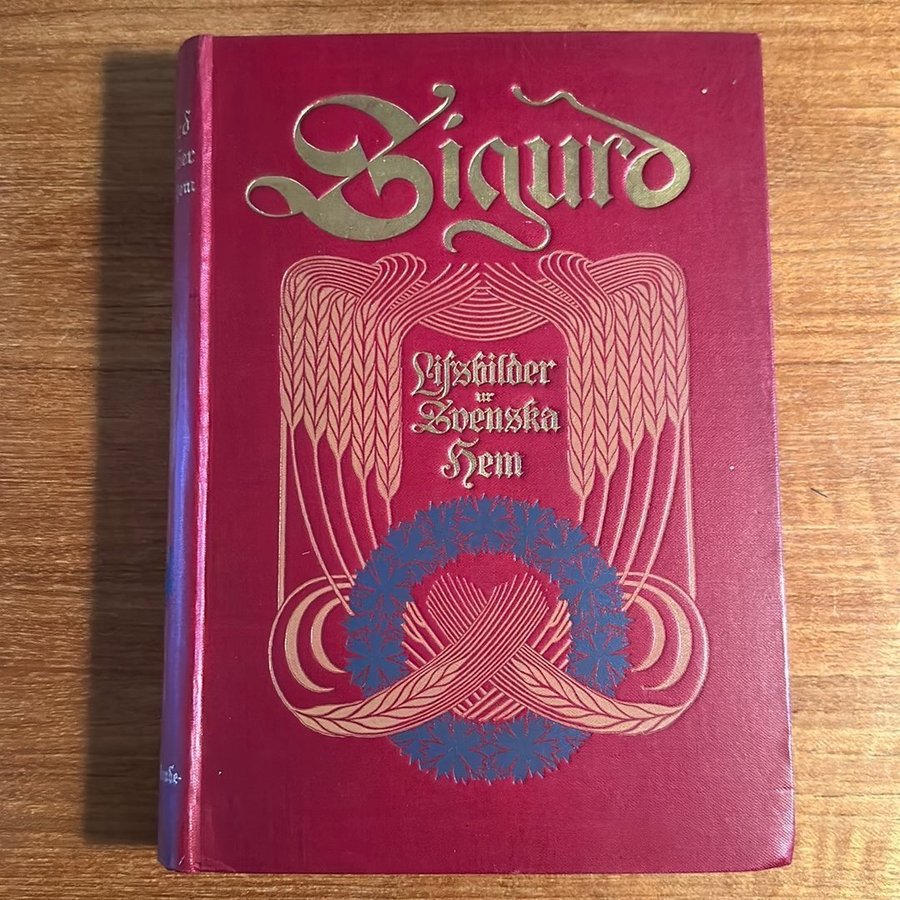 Sigurd
Lifsbilder
ur
Svenska
Hem